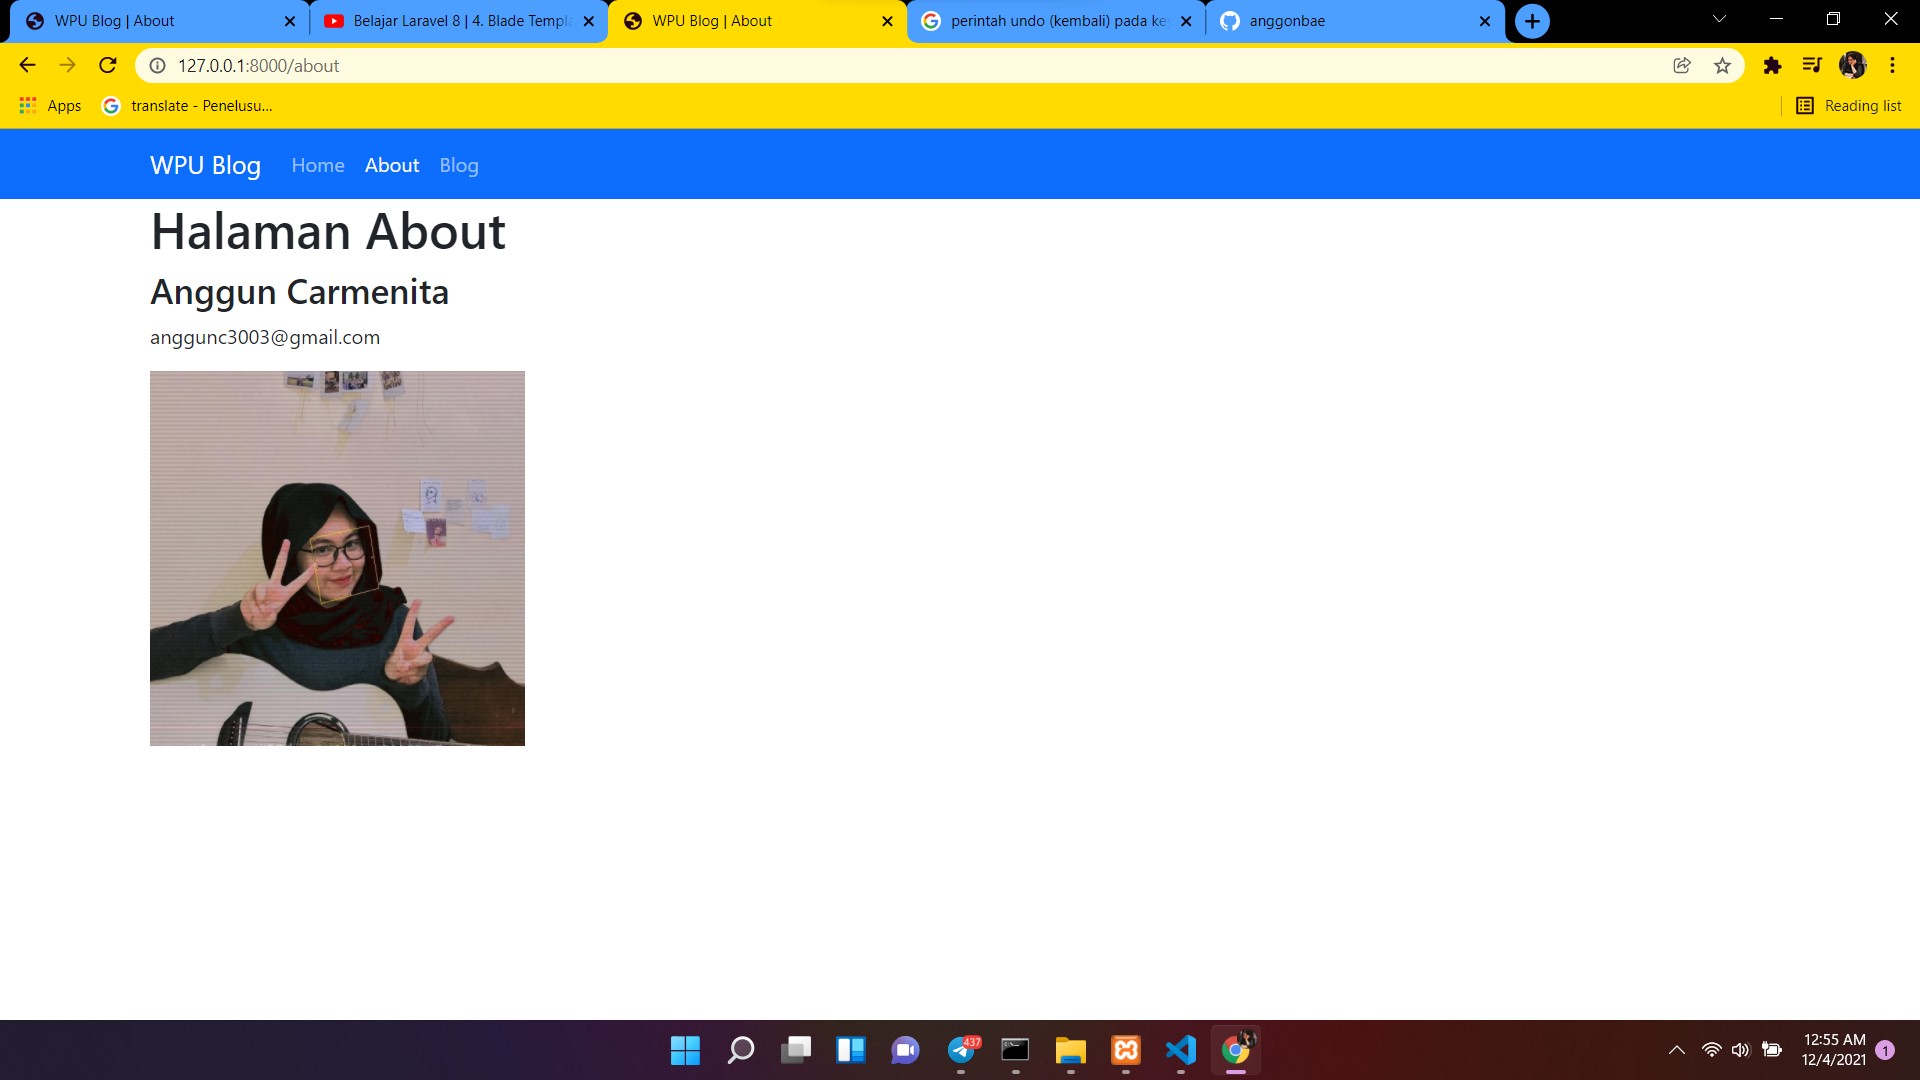 WPU Blog | About
Belajar Laravel 8 | 4. Blade Templa
WPU Blog | About
perintah undo (kembali) pada ke
anggonbae
127.0.0.1:8000/about
Apps
translate - Penelusu...
Reading list
WPU Blog
Home
About
Blog
Halaman About
Anggun Carmenita
anggunc3003@gmail.com
437
12:55 AM
12/4/2021
1